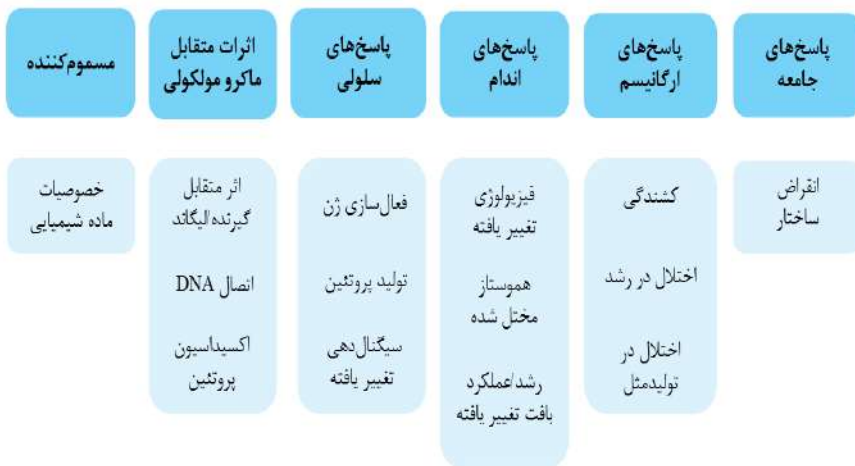 مسموم‌کننده
خصوصیات
ماده شیمیایی
اثرات متقابل
ماکرو مولکولی
اثر متقابل
گیرنده/لیگاند
اتصال DNA
اکسیداسیون
پروتئین
پاسخ‌های
سلولی
فعال‌سازی ژن
تولید پروتئین
سیگنال‌دهی
تغییر یافته
پاسخ‌های
اندام
فیزیولوژی
تغییر یافته
هموستاز
مختل شده
رشد/عملکرد
بافت تغییر یافته
پاسخ‌های
ارگانیسم
کشندگی
اختلال در رشد
اختلال در
تولیدمثل
پاسخ‌های
جامعه
انقراض
ساختار